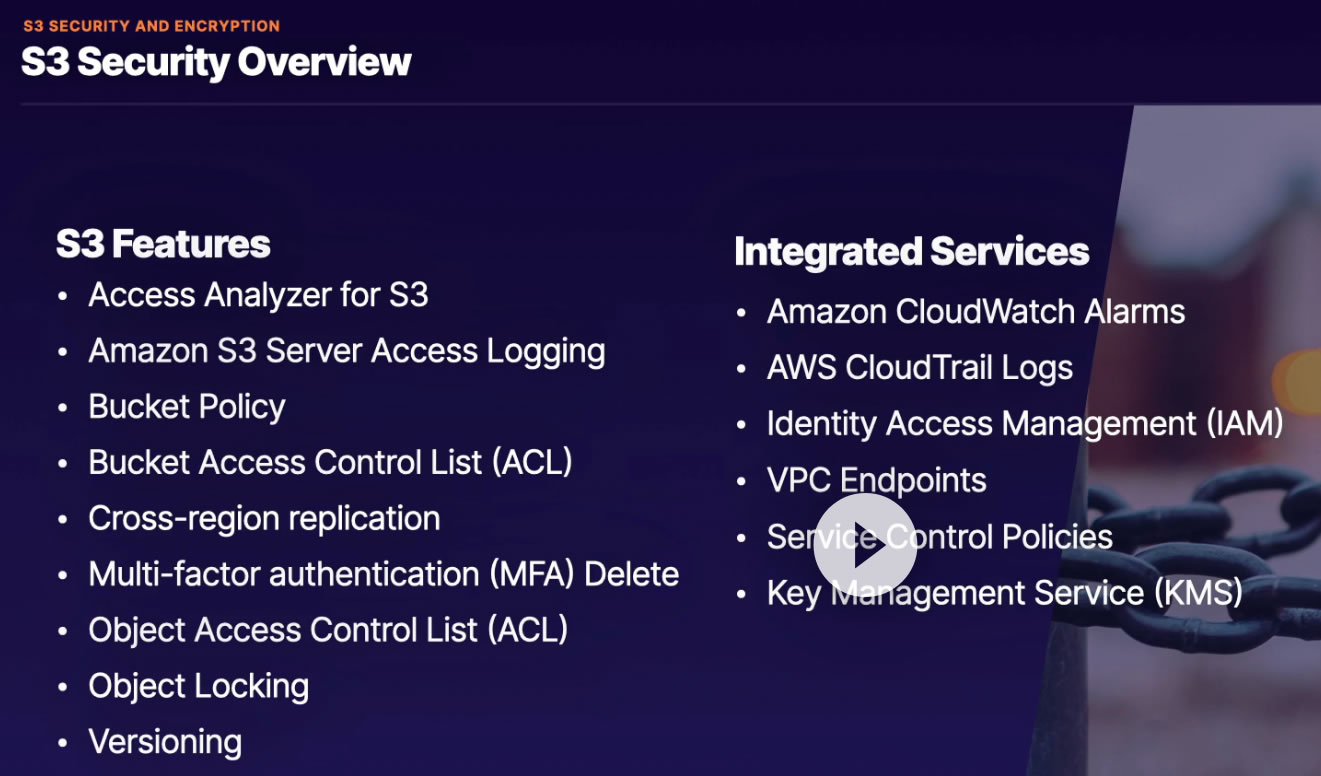 S3 SECURITY AND ENCRYPTION
S3 Security Overview
S3 Features
• Access Analyzer for S3
• Amazon S3 Server Access Logging
• Bucket Policy
• Bucket Access Control List (ACL)
• Cross-region replication
• Multi-factor authentication (MFA) Delete
• Object Access Control List (ACL)
• Object Locking
• Versioning
Integrated Services
• Amazon CloudWatch Alarms
• AWS CloudTrail Logs
• Identity Access Management (IAM)
• VPC Endpoints
• Service Control Policies
• Key Management Service (KMS)